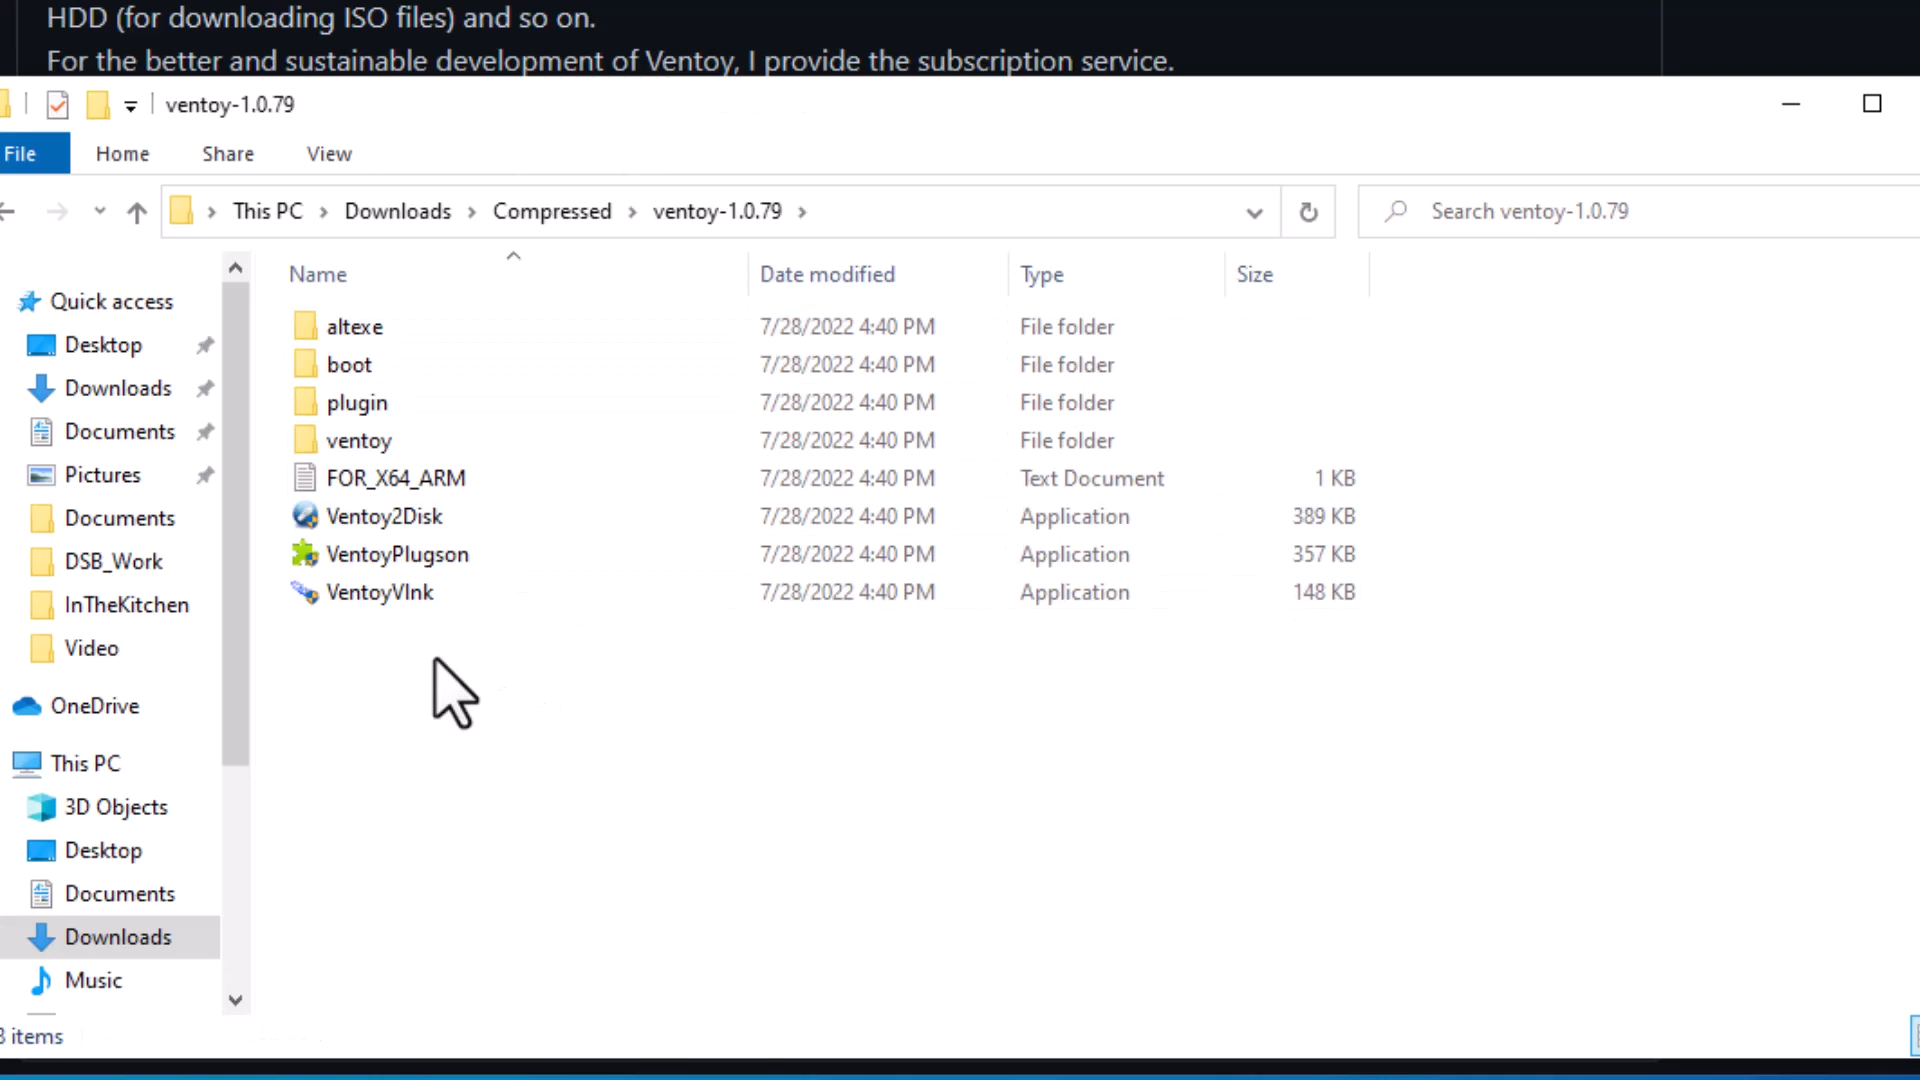 HDD (for downloading ISO files) and so on.
For the better and sustainable development of Ventoy, I provide the subscription service.
ventoy-1.0.79
File Home Share View
This PC > Downloads > Compressed > ventoy-1.0.79 >
Search ventoy-1.0.79
Name Date modified Type Size
altexe 7/28/2022 4:40 PM File folder
boot 7/28/2022 4:40 PM File folder
plugin 7/28/2022 4:40 PM File folder
ventoy 7/28/2022 4:40 PM File folder
FOR_X64_ARM 7/28/2022 4:40 PM Text Document 1 KB
Ventoy2Disk 7/28/2022 4:40 PM Application 389 KB
VentoyPlugson 7/28/2022 4:40 PM Application 357 KB
VentoyVlnk 7/28/2022 4:40 PM Application 148 KB
Quick access
Desktop
Downloads
Documents
Pictures
Documents
DSB_Work
InTheKitchen
Video
OneDrive
This PC
3D Objects
Desktop
Documents
Downloads
Music
8 items